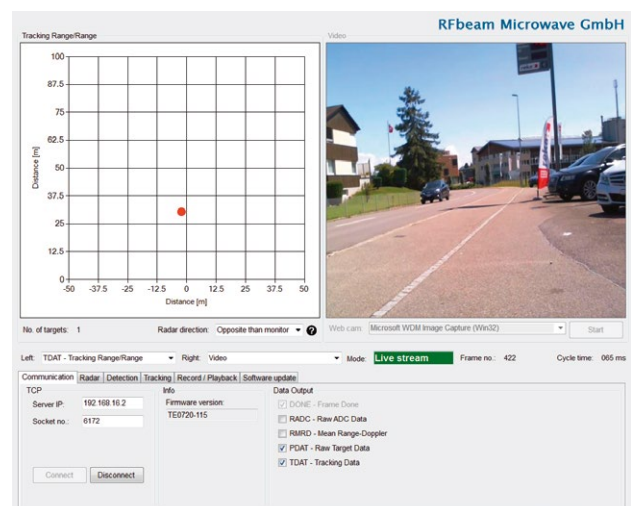 RFbeam Microwave GmbH
Tracking Range/Range
Video
100
87.5
75
62.5
50
37.5
25
12.5
0
Distance [m]
-50 -37.5 -25 -12.5 0 12.5 25 37.5 50
Distance [m]
No. of targets: 1
Radar direction: Opposite than monitor
?
Web cam: Microsoft WDM Image Capture (Win32)
Start
Left: TDAT - Tracking Range/Range
Right: Video
Mode: Live stream
Frame no.: 422
Cycle time: 065 ms
Communication Radar Detection Tracking Record / Playback Software update
TCP
Server IP: 192.168.16.2
Socket no.: 6172
Connect Disconnect
Info
Firmware version:
TE0720-115
Data Output
DONE - Frame Done
RADC - Raw ADC Data
RMRD - Mean Range-Doppler
PDAT - Raw Target Data
TDAT - Tracking Data